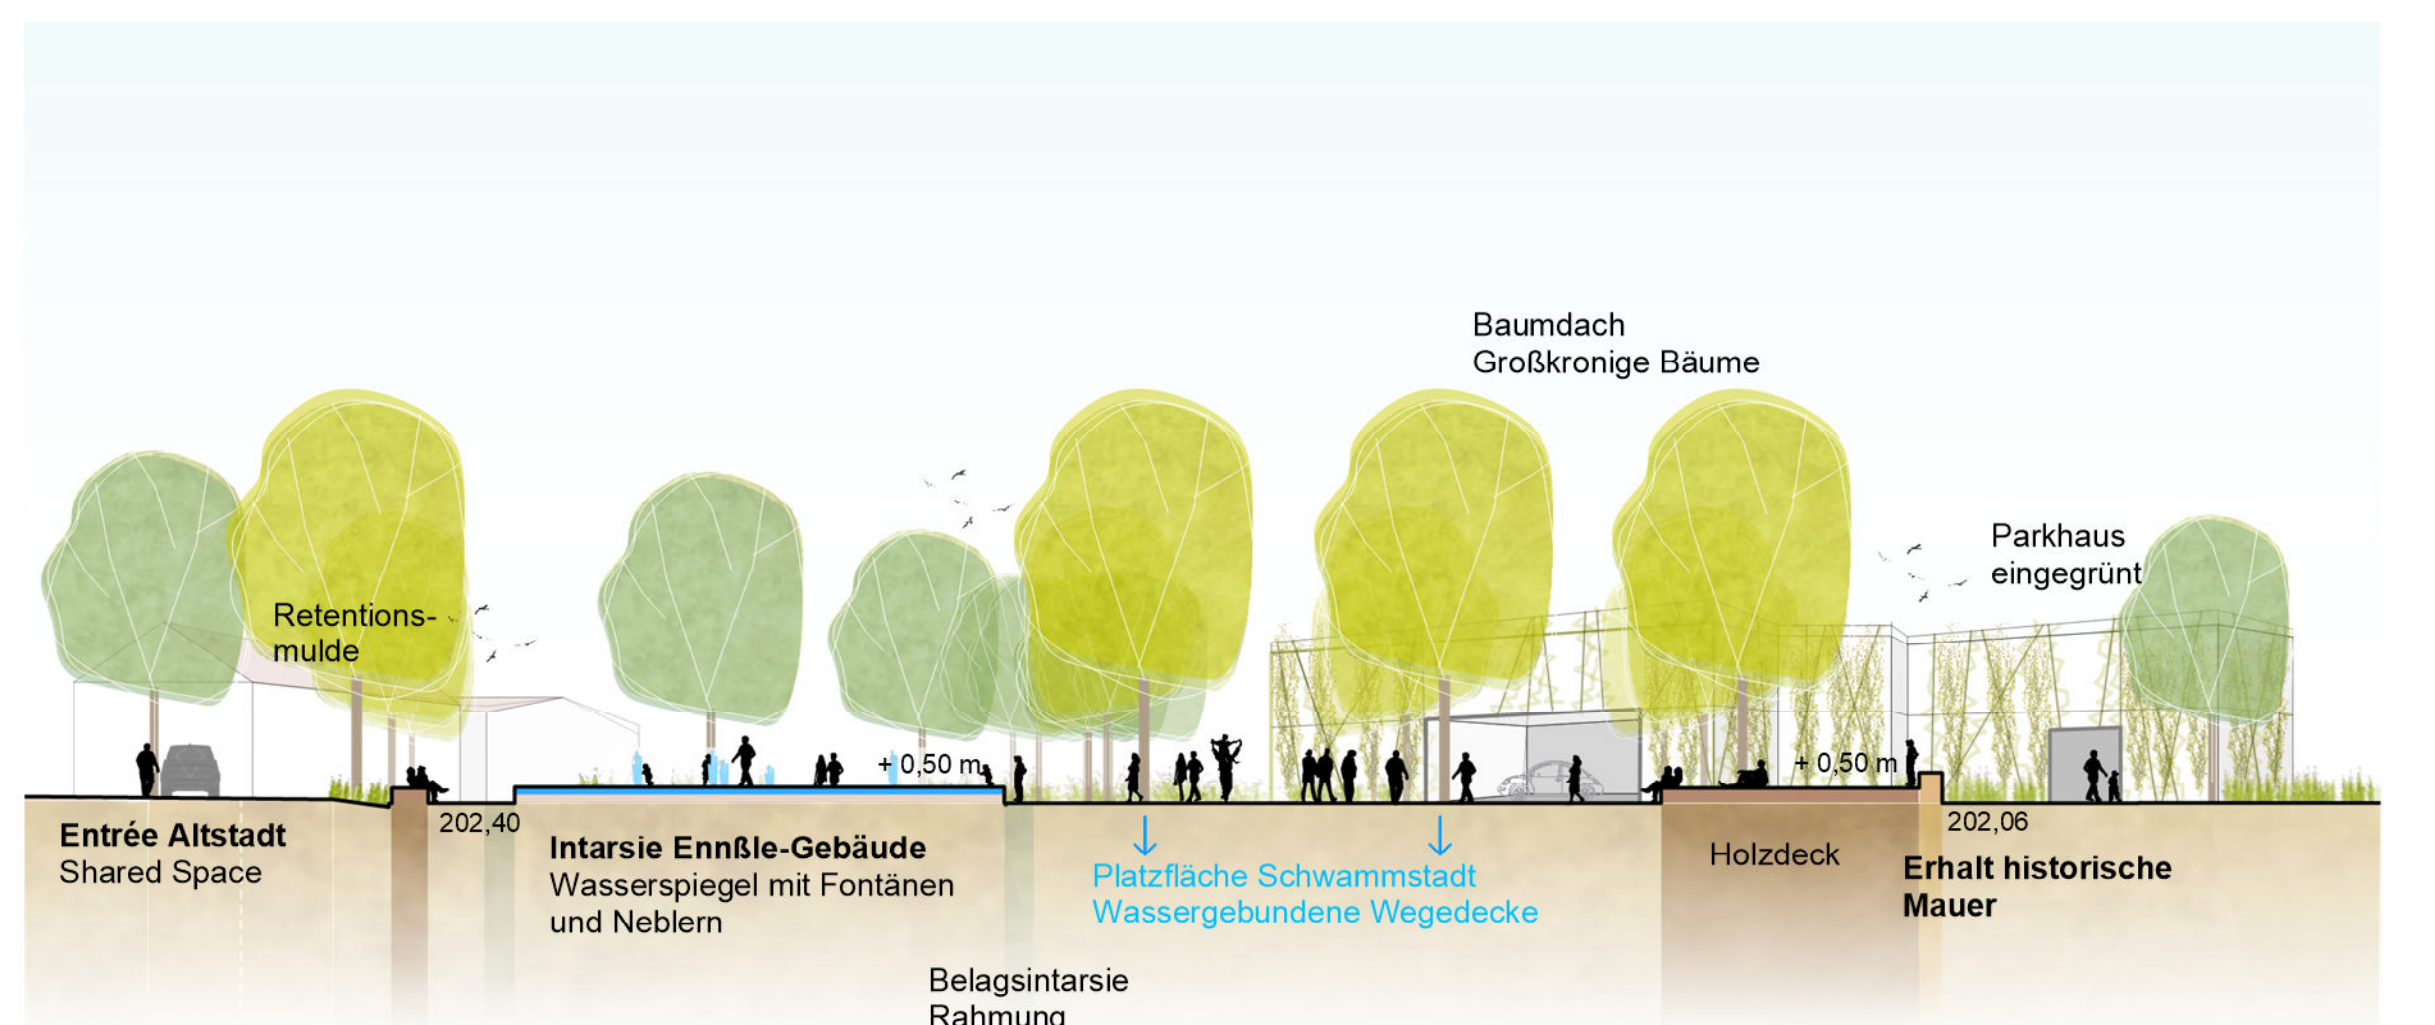 Baumdach
Großkronige Bäume
Parkhaus
eingegrünt
Retentions-
mulde
+ 0,50 m
+ 0,50 m
202,40
202,06
Entrée Altstadt
Shared Space
Intarsie Ennßle-Gebäude
Wasserspiegel mit Fontänen
und Neblern
Platzfläche Schwammstadt
Wassergebundene Wegedecke
Holzdeck
Erhalt historische
Mauer
Belagsintarsie
Rahmung